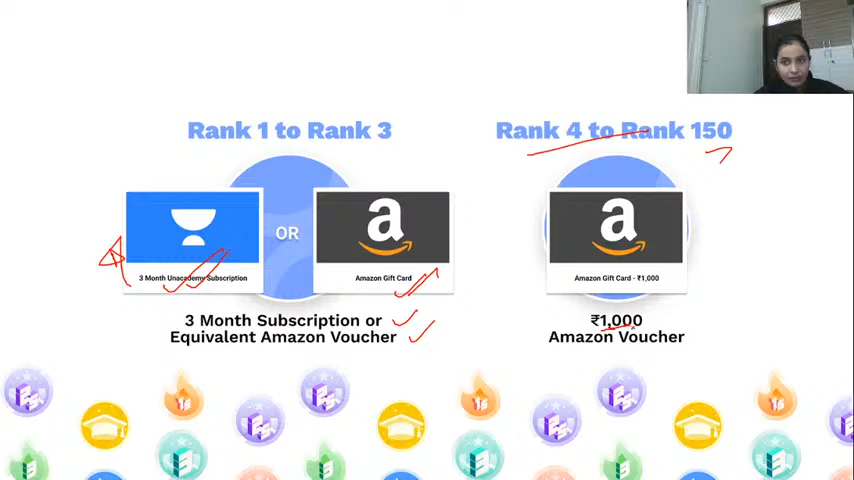 Rank 1 to Rank 3
Rank 4 to Rank 150
OR
3 Month Unacademy Subscription
Amazon Gift Card
Amazon Gift Card - ₹1,000
3 Month Subscription or
Equivalent Amazon Voucher
₹1,000
Amazon Voucher